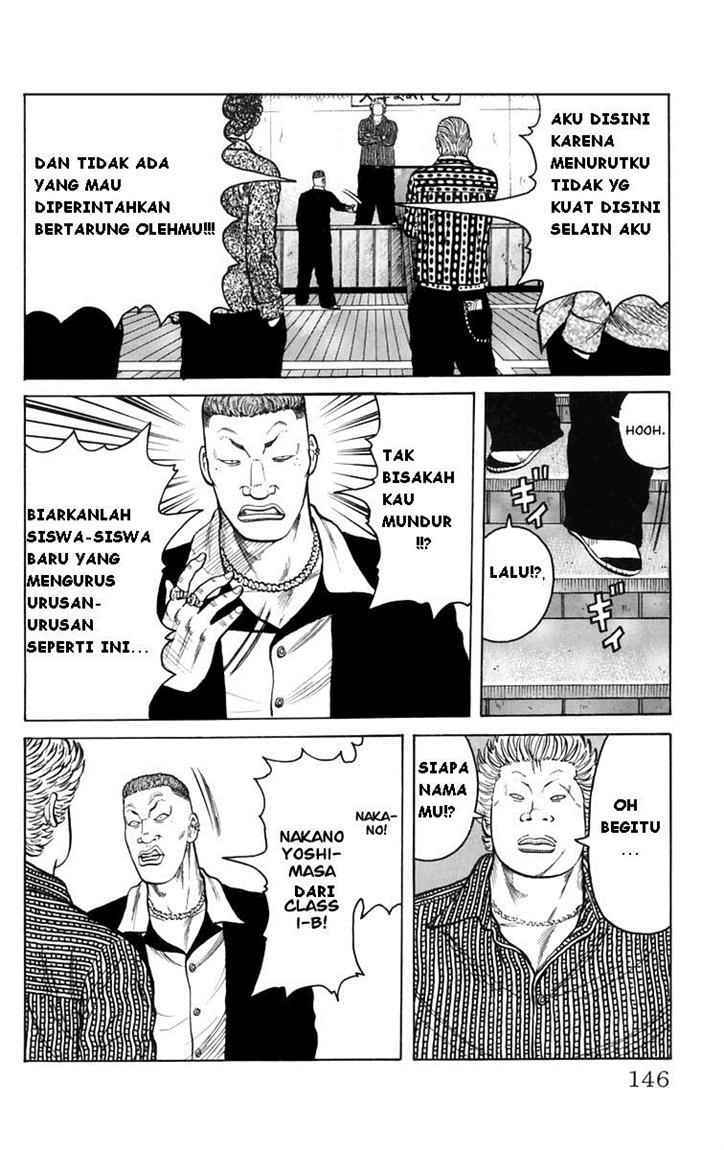 AKU DISINI
KARENA
MENURUTKU
TIDAK YG
KUAT DISINI
SELAIN AKU
DAN TIDAK ADA
YANG MAU
DIPERINTAHKAN
BERTARUNG OLEHMU!!!
HOOH.
ギィ
LALU!?.
ギィ
TAK
BISAKAH
KAU
MUNDUR
!!?
BIARKANLAH
SISWA-SISWA
BARU YANG
MENGURUS
URUSAN-
URUSAN
SEPERTI INI...
OH
BEGITU
...
SIAPA
NAMA
MU!?
NAKA-
NO!
NAKANO
YOSHI-
MASA
DARI
CLASS
1-B!
146